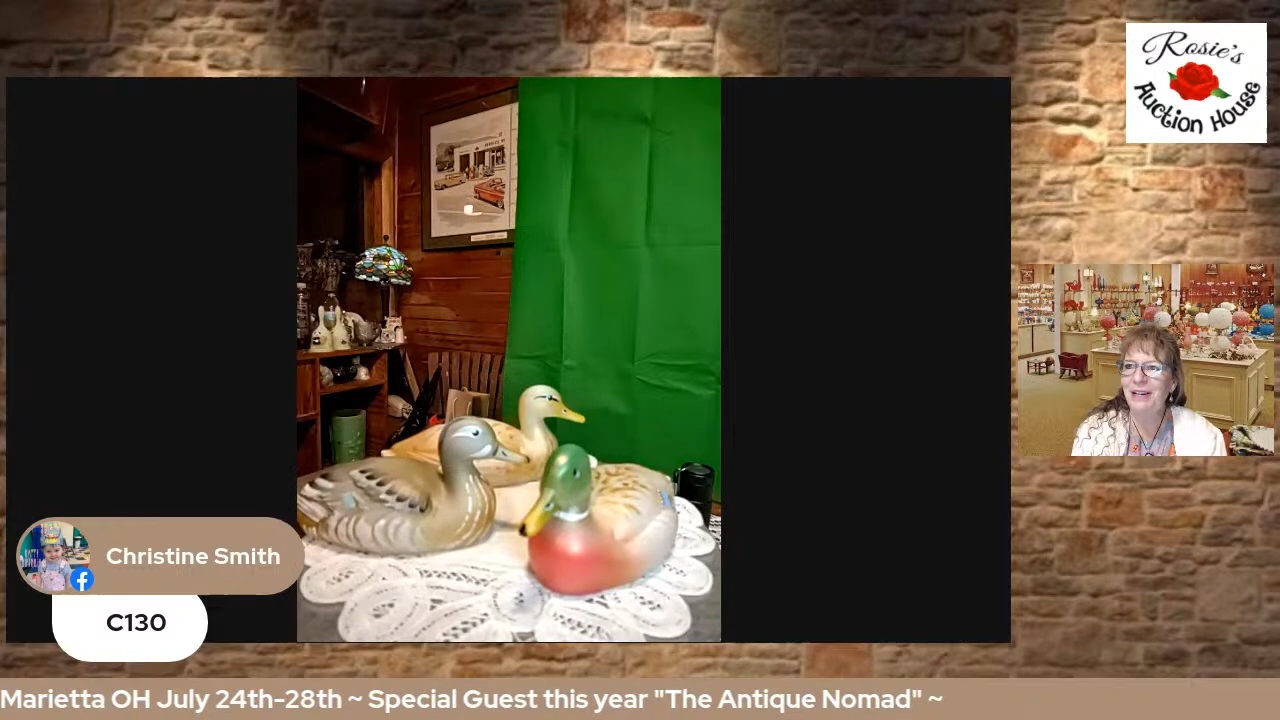 Rosie's
Auction House
Christine Smith
C130
Marietta OH July 24th-28th ~ Special Guest this year "The Antique Nomad" ~